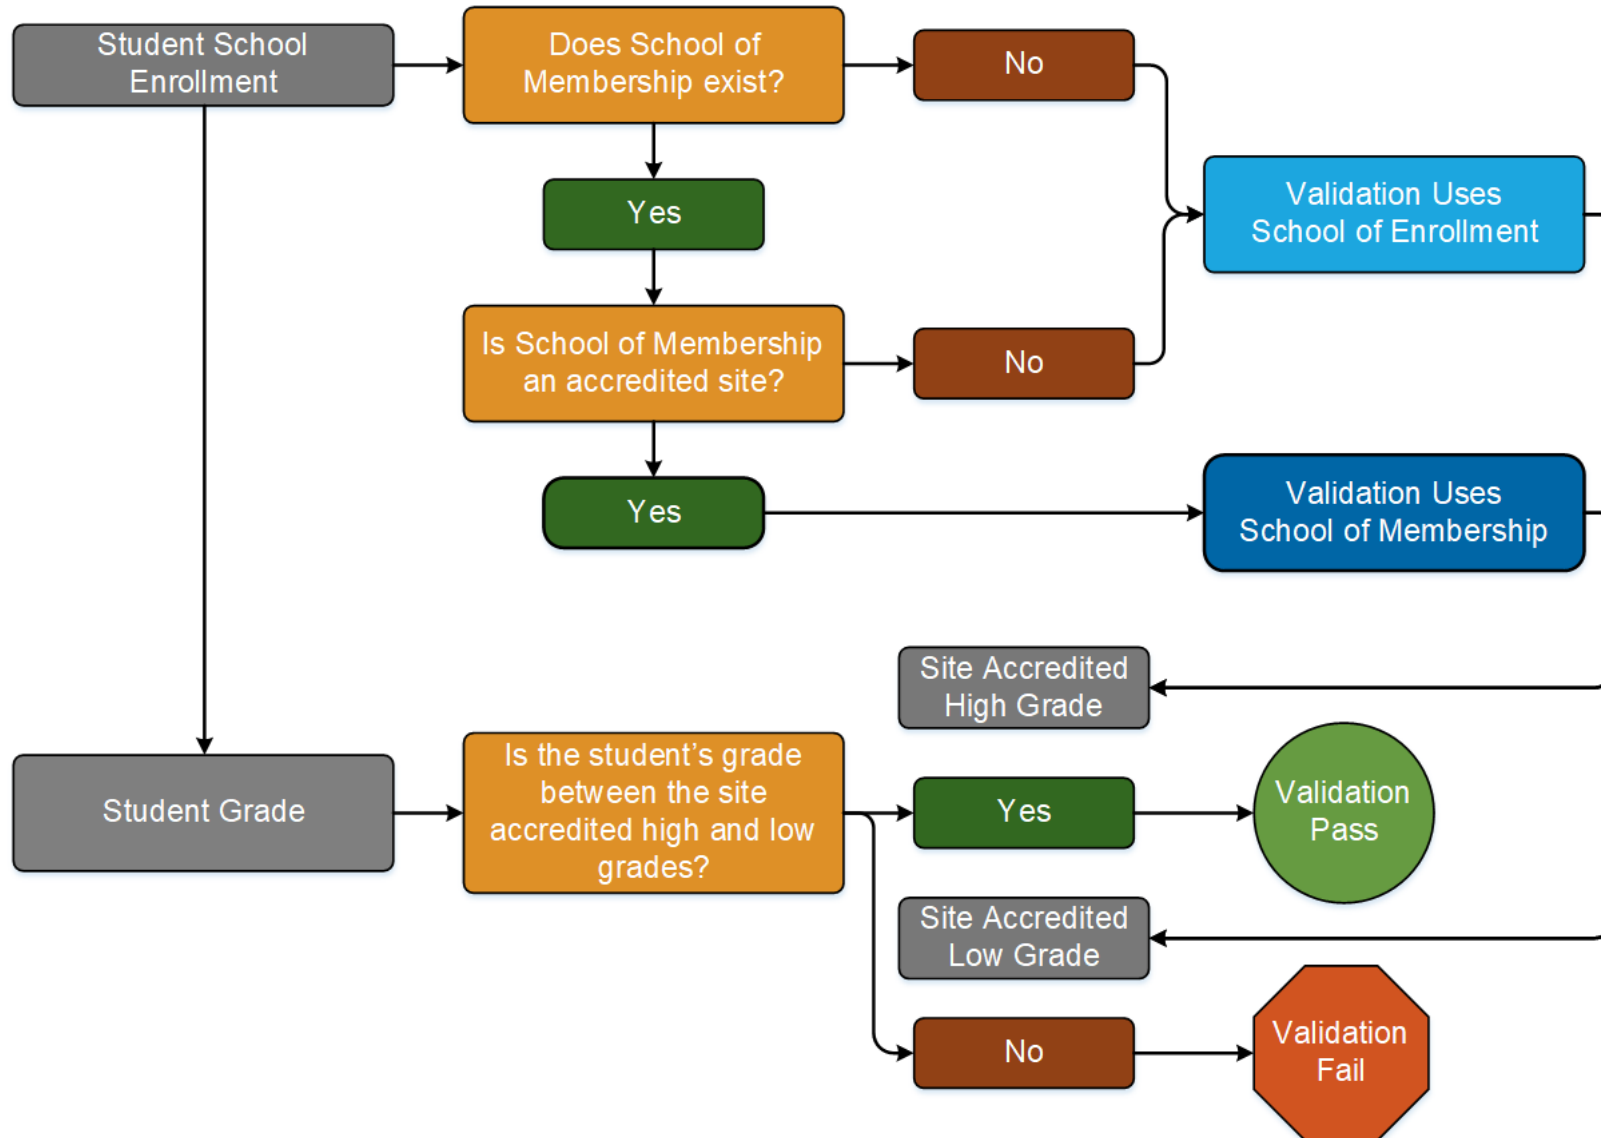 Student School
Enrollment
Does School of
Membership exist?
No
Yes
Validation Uses
School of Enrollment
Is School of Membership
an accredited site?
No
Yes
Validation Uses
School of Membership
Site Accredited
High Grade
Student Grade
Is the student’s grade
between the site
accredited high and low
grades?
Yes
Validation
Pass
Site Accredited
Low Grade
No
Validation
Fail